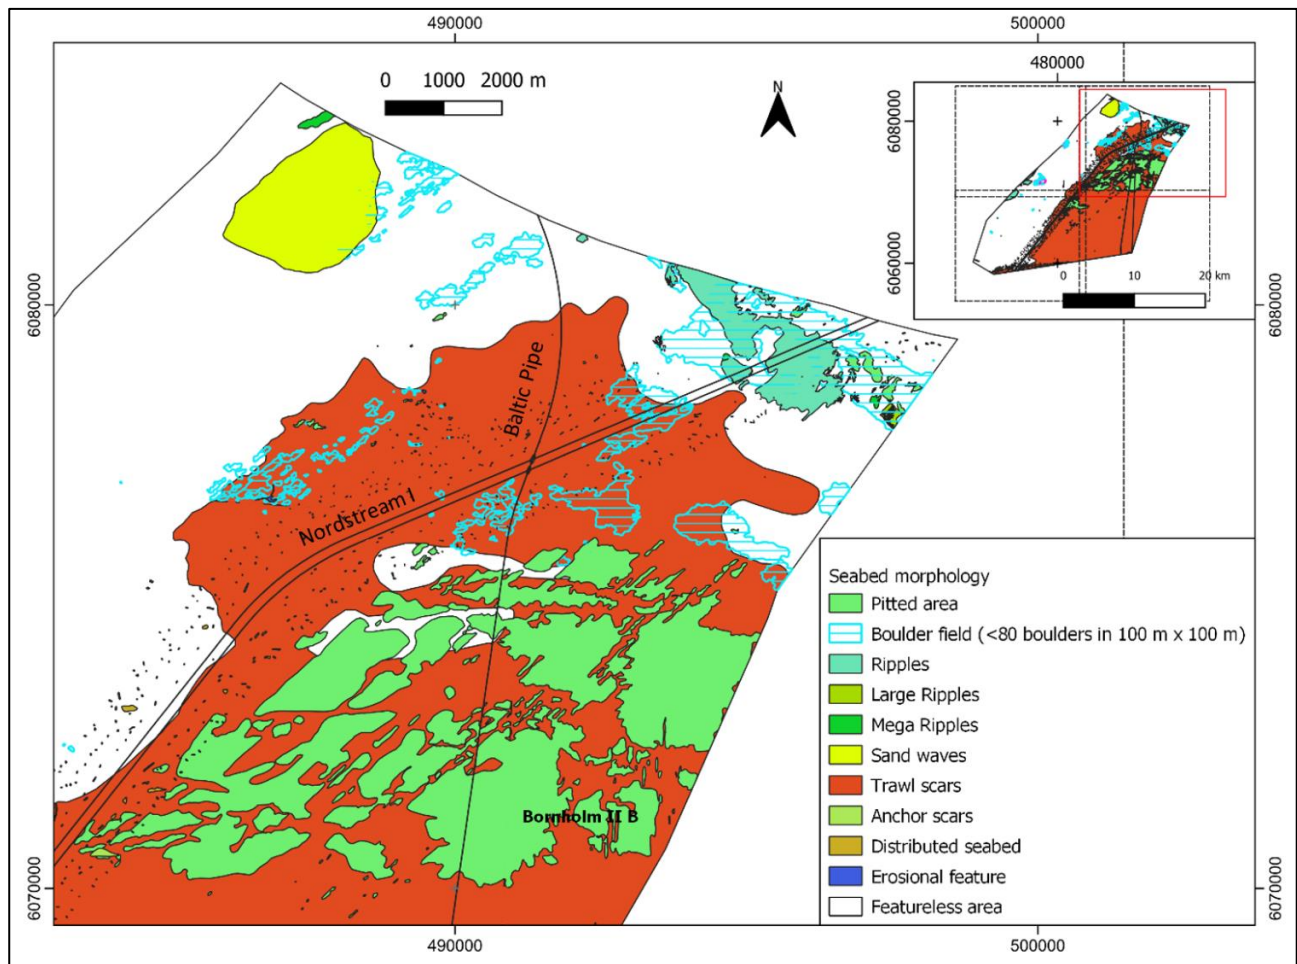 490000
500000
0 1000 2000 m
N
480000
6080000
6060000
0 10 20 km
6080000
6080000
Baltic Pipe
Nordstream1
Bornholm II B
6070000
6070000
Seabed morphology
Pitted area
Boulder field (<80 boulders in 100 m x 100 m)
Ripples
Large Ripples
Mega Ripples
Sand waves
Trawl scars
Anchor scars
Distributed seabed
Erosional feature
Featureless area
490000
500000